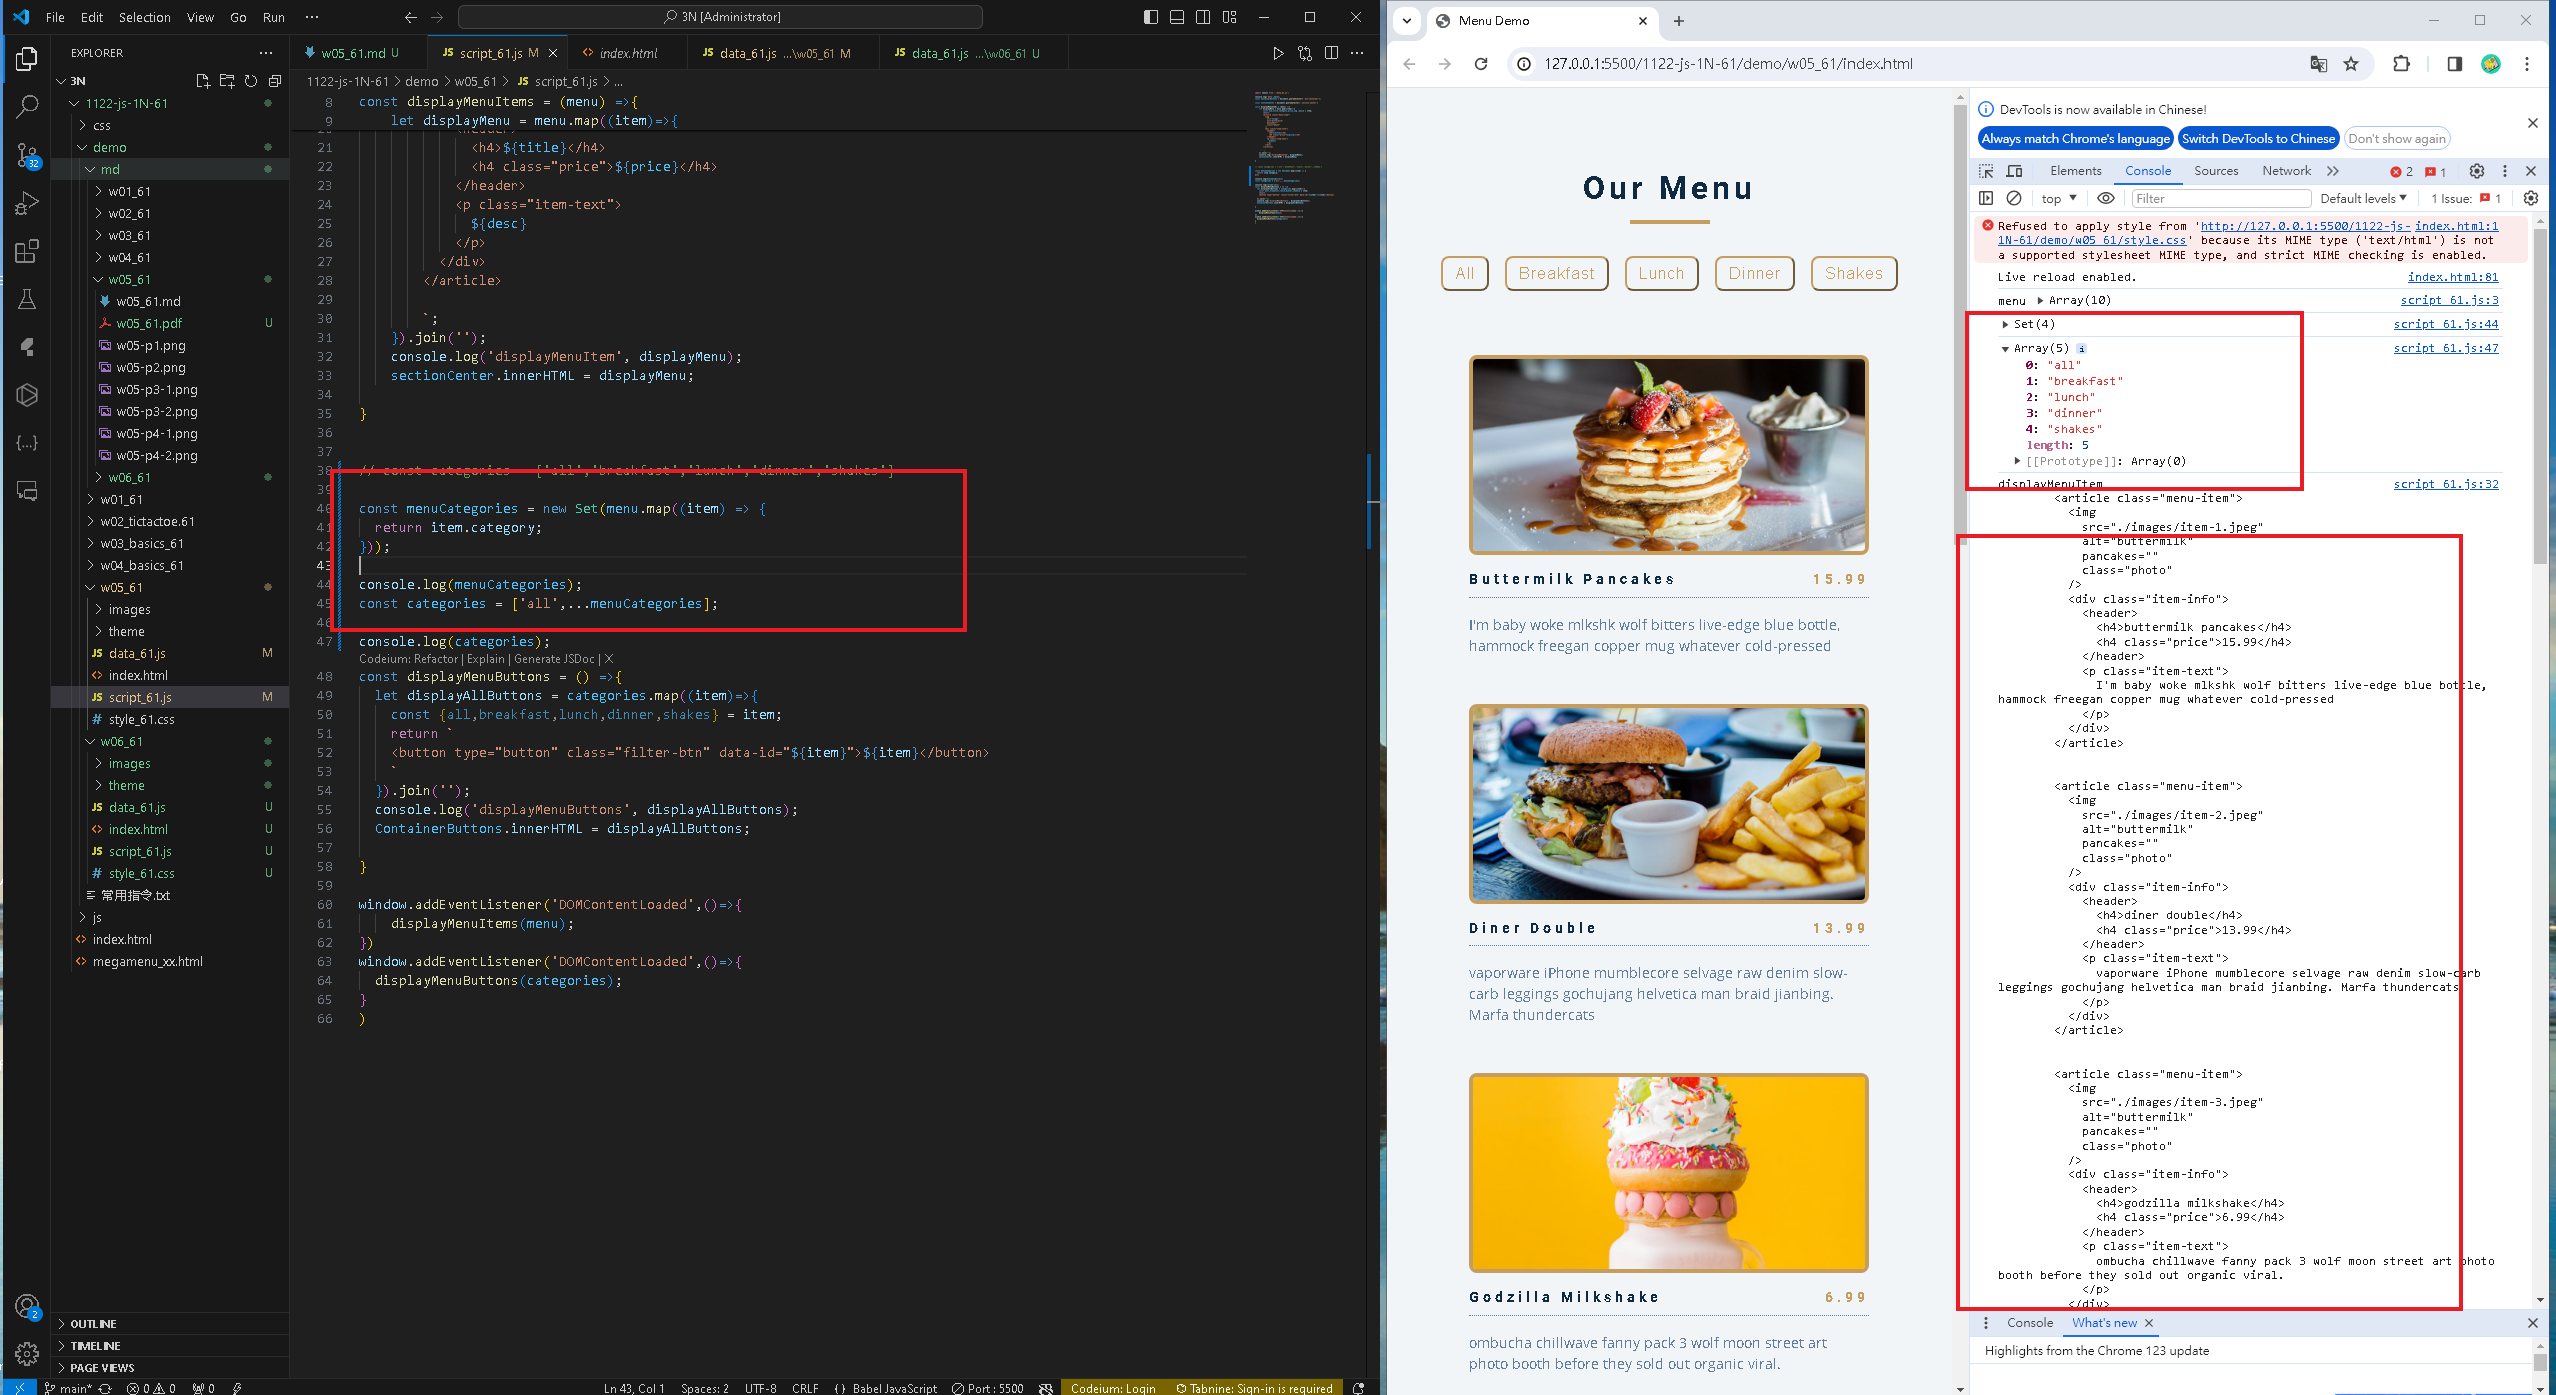 File Edit Selection View Go Run ···
3N [Administrator]
EXPLORER
3N
1122-js-1N-61
css
demo
md
w01_61
w02_61
w03_61
w04_61
w05_61
w05_61.md
w05_61.pdf U
w05-p1.png
w05-p2.png
w05-p3-1.png
w05-p3-2.png
w05-p4-1.png
w05-p4-2.png
w06_61
w01_61
w02_tictactoe.61
w03_basics_61
w04_basics_61
w05_61
images
theme
data_61.js M
index.html
script_61.js M
style_61.css
w06_61
images
theme
data_61.js U
index.html U
script_61.js U
style_61.css U
常用指令.txt
js
index.html
megamenu_xx.html
OUTLINE
TIMELINE
PAGE VIEWS
32
2
w05_61.md U
script_61.js M
index.html
data_61.js ...\w05_61 M
data_61.js ...\w06_61 U
1122-js-1N-61 > demo > w05_61 > JS script_61.js > ...
8 const displayMenuItems = (menu) =>{
9 let displayMenu = menu.map((item)=>{
21 <h4>${title}</h4>
22 <h4 class="price">${price}</h4>
23 </header>
24 <p class="item-text">
25 ${desc}
26 </p>
27 </div>
28 </article>
29
30 `;
31 }).join('');
32 console.log('displayMenuItem', displayMenu);
33 sectionCenter.innerHTML = displayMenu;
34
35 }
36
37
38 // const categories = ['all','breakfast','lunch','dinner','shakes']
39
40 const menuCategories = new Set(menu.map((item) => {
41 return item.category;
42 }));
43
44 console.log(menuCategories);
45 const categories = ['all',...menuCategories];
46
47 console.log(categories);
Codeium: Refactor | Explain | Generate JSDoc | X
48 const displayMenuButtons = () =>{
49 let displayAllButtons = categories.map((item)=>{
50 const {all,breakfast,lunch,dinner,shakes} = item;
51 return `
52 <button type="button" class="filter-btn" data-id="${item}">${item}</button>
53 `
54 }).join('');
55 console.log('displayMenuButtons', displayAllButtons);
56 ContainerButtons.innerHTML = displayAllButtons;
57
58 }
59
60 window.addEventListener('DOMContentLoaded',()=>{
61 displayMenuItems(menu);
62 })
63 window.addEventListener('DOMContentLoaded',()=>{
64 displayMenuButtons(categories);
65 }
66 )
main* 0 0 0
Ln 43, Col 1 Spaces: 2 UTF-8 CRLF {} Babel JavaScript Port : 5500 Codeium: Login Tabnine: Sign-in is required
Menu Demo
127.0.0.1:5500/1122-js-1N-61/demo/w05_61/index.html
Our Menu
All Breakfast Lunch Dinner Shakes
Buttermilk Pancakes 15.99
I'm baby woke mlkshk wolf bitters live-edge blue bottle,
hammock freegan copper mug whatever cold-pressed
Diner Double 13.99
vaporware iPhone mumblecore selvage raw denim slow-
carb leggings gochujang helvetica man braid jianbing.
Marfa thundercats
Godzilla Milkshake 6.99
ombucha chillwave fanny pack 3 wolf moon street art
photo booth before they sold out organic viral.
DevTools is now available in Chinese!
Always match Chrome's language Switch DevTools to Chinese Don't show again
Elements Console Sources Network 2 1
top Filter Default levels 1 Issue: 1
Refused to apply style from 'http://127.0.0.1:5500/1122-js- index.html:1
1N-61/demo/w05_61/style.css' because its MIME type ('text/html') is not
a supported stylesheet MIME type, and strict MIME checking is enabled.
Live reload enabled. index.html:81
menu Array(10) script_61.js:3
Set(4) script_61.js:44
Array(5) i script_61.js:47
0: "all"
1: "breakfast"
2: "lunch"
3: "dinner"
4: "shakes"
length: 5
[[Prototype]]: Array(0)
displayMenuItem script_61.js:32
<article class="menu-item">
<img
src="./images/item-1.jpeg"
alt="buttermilk"
pancakes=""
class="photo"
/>
<div class="item-info">
<header>
<h4>buttermilk pancakes</h4>
<h4 class="price">15.99</h4>
</header>
<p class="item-text">
I'm baby woke mlkshk wolf bitters live-edge blue bottle,
hammock freegan copper mug whatever cold-pressed
</p>
</div>
</article>
<article class="menu-item">
<img
src="./images/item-2.jpeg"
alt="buttermilk"
pancakes=""
class="photo"
/>
<div class="item-info">
<header>
<h4>diner double</h4>
<h4 class="price">13.99</h4>
</header>
<p class="item-text">
vaporware iPhone mumblecore selvage raw denim slow-carb
leggings gochujang helvetica man braid jianbing. Marfa thundercats
</p>
</div>
</article>
<article class="menu-item">
<img
src="./images/item-3.jpeg"
alt="buttermilk"
pancakes=""
class="photo"
/>
<div class="item-info">
<header>
<h4>godzilla milkshake</h4>
<h4 class="price">6.99</h4>
</header>
<p class="item-text">
ombucha chillwave fanny pack 3 wolf moon street art photo
booth before they sold out organic viral.
</p>
</div>
Console What's new
Highlights from the Chrome 123 update